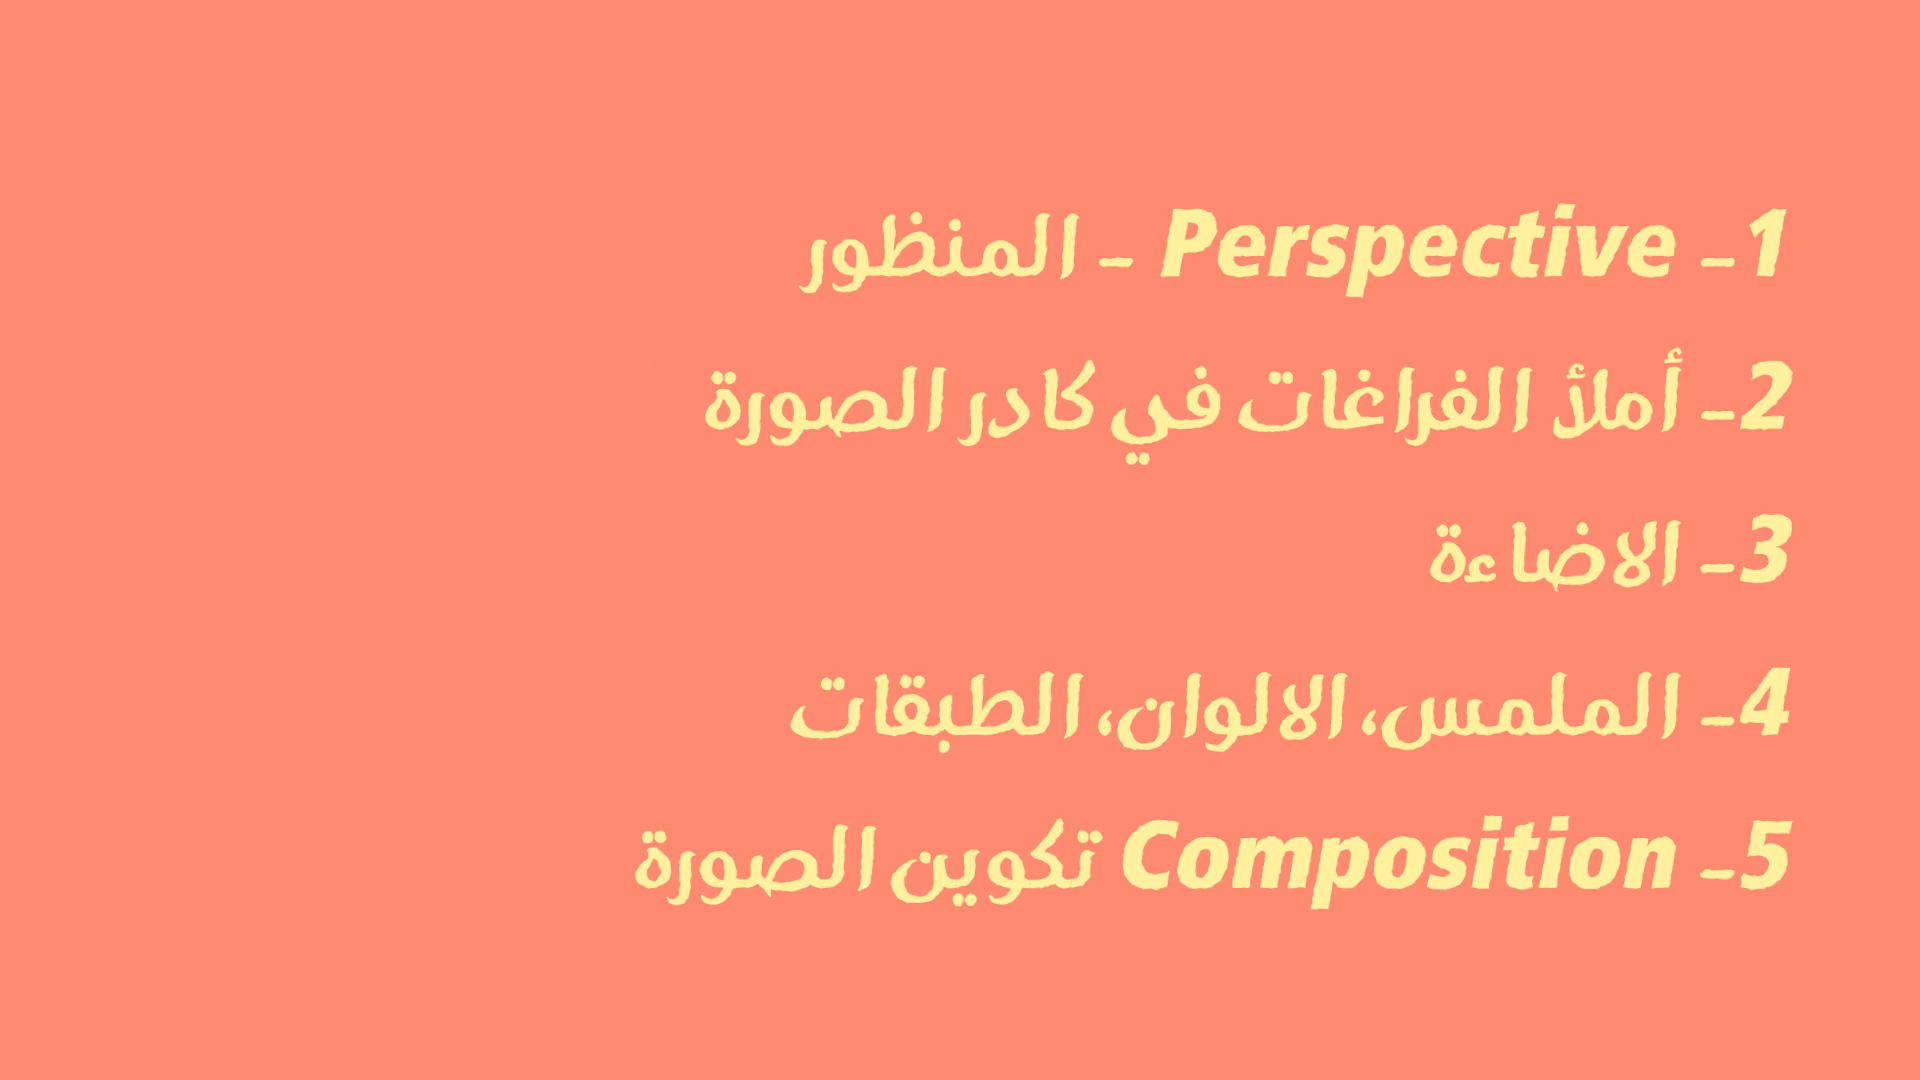 1- Perspective - المنظور
2- أملأ الفراغات في كادر الصورة
3- الاضاءة
4- الملمس، الالوان، الطبقات
5- Composition تكوين الصورة